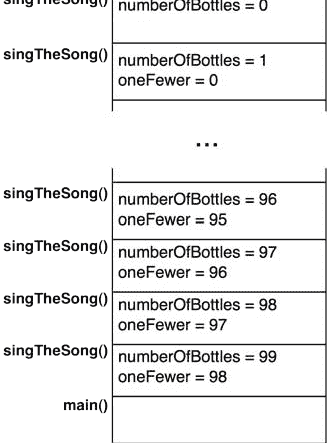 singTheSong() numberOfBottles = 0
singTheSong() numberOfBottles = 1
oneFewer = 0
...
singTheSong() numberOfBottles = 96
oneFewer = 95
singTheSong() numberOfBottles = 97
oneFewer = 96
singTheSong() numberOfBottles = 98
oneFewer = 97
singTheSong() numberOfBottles = 99
oneFewer = 98
main()